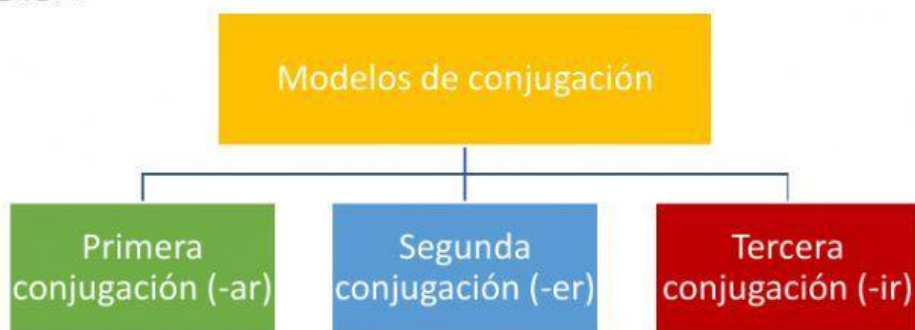 Modelos de conjugación
Primera
conjugación (-ar)
Segunda
conjugación (-er)
Tercera
conjugación (-ir)